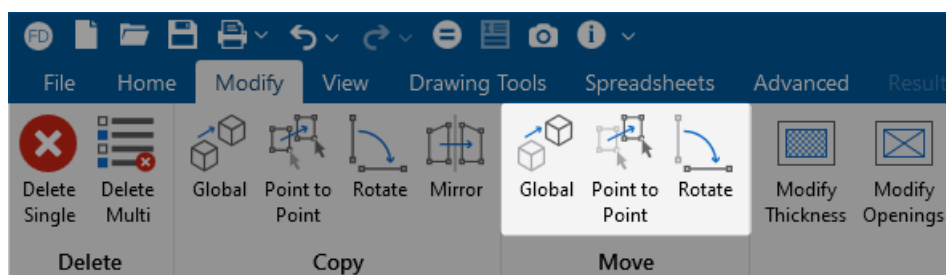 FD
File Home Modify View Drawing Tools Spreadsheets Advanced Result
Delete Delete Global Point to Rotate Mirror Global Point to Rotate Modify Modify
Single Multi Point Point Thickness Openings
Delete Copy Move